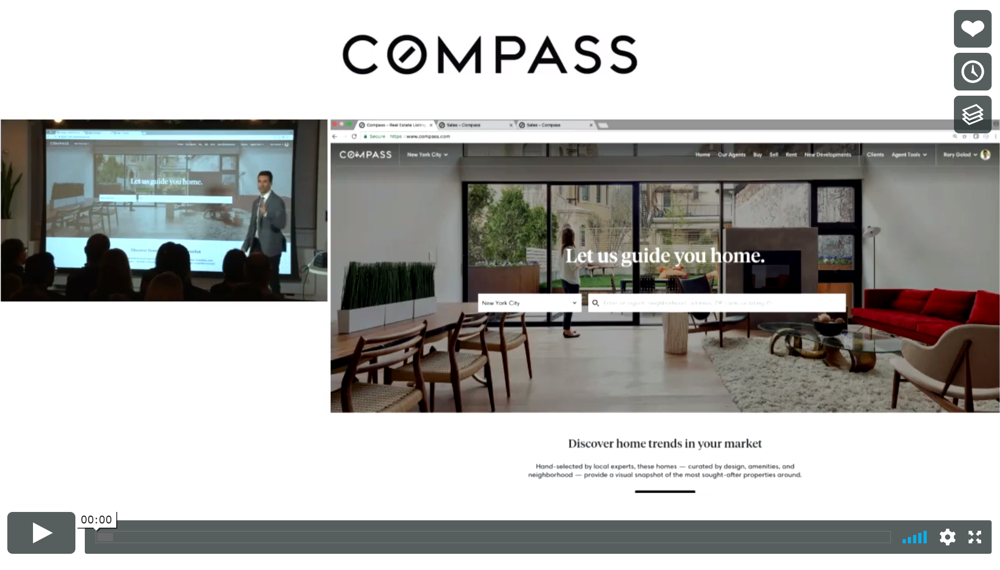 COMPASS
COMPASS
Let us guide you home.
Compass - Real Estate Listing
Sales - Compass
Sales - Compass
Secure https://www.compass.com
COMPASS New York City Home Our Agents Buy Sell Rent New Developments Clients Agent Tools Rory Golod
Let us guide you home.
New York City
Enter an agent, neighborhood, address, ZIP code, or listing ID
Discover home trends in your market
Hand-selected by local experts, these homes — curated by design, amenities, and
neighborhood — provide a visual snapshot of the most sought-after properties around.
00:00